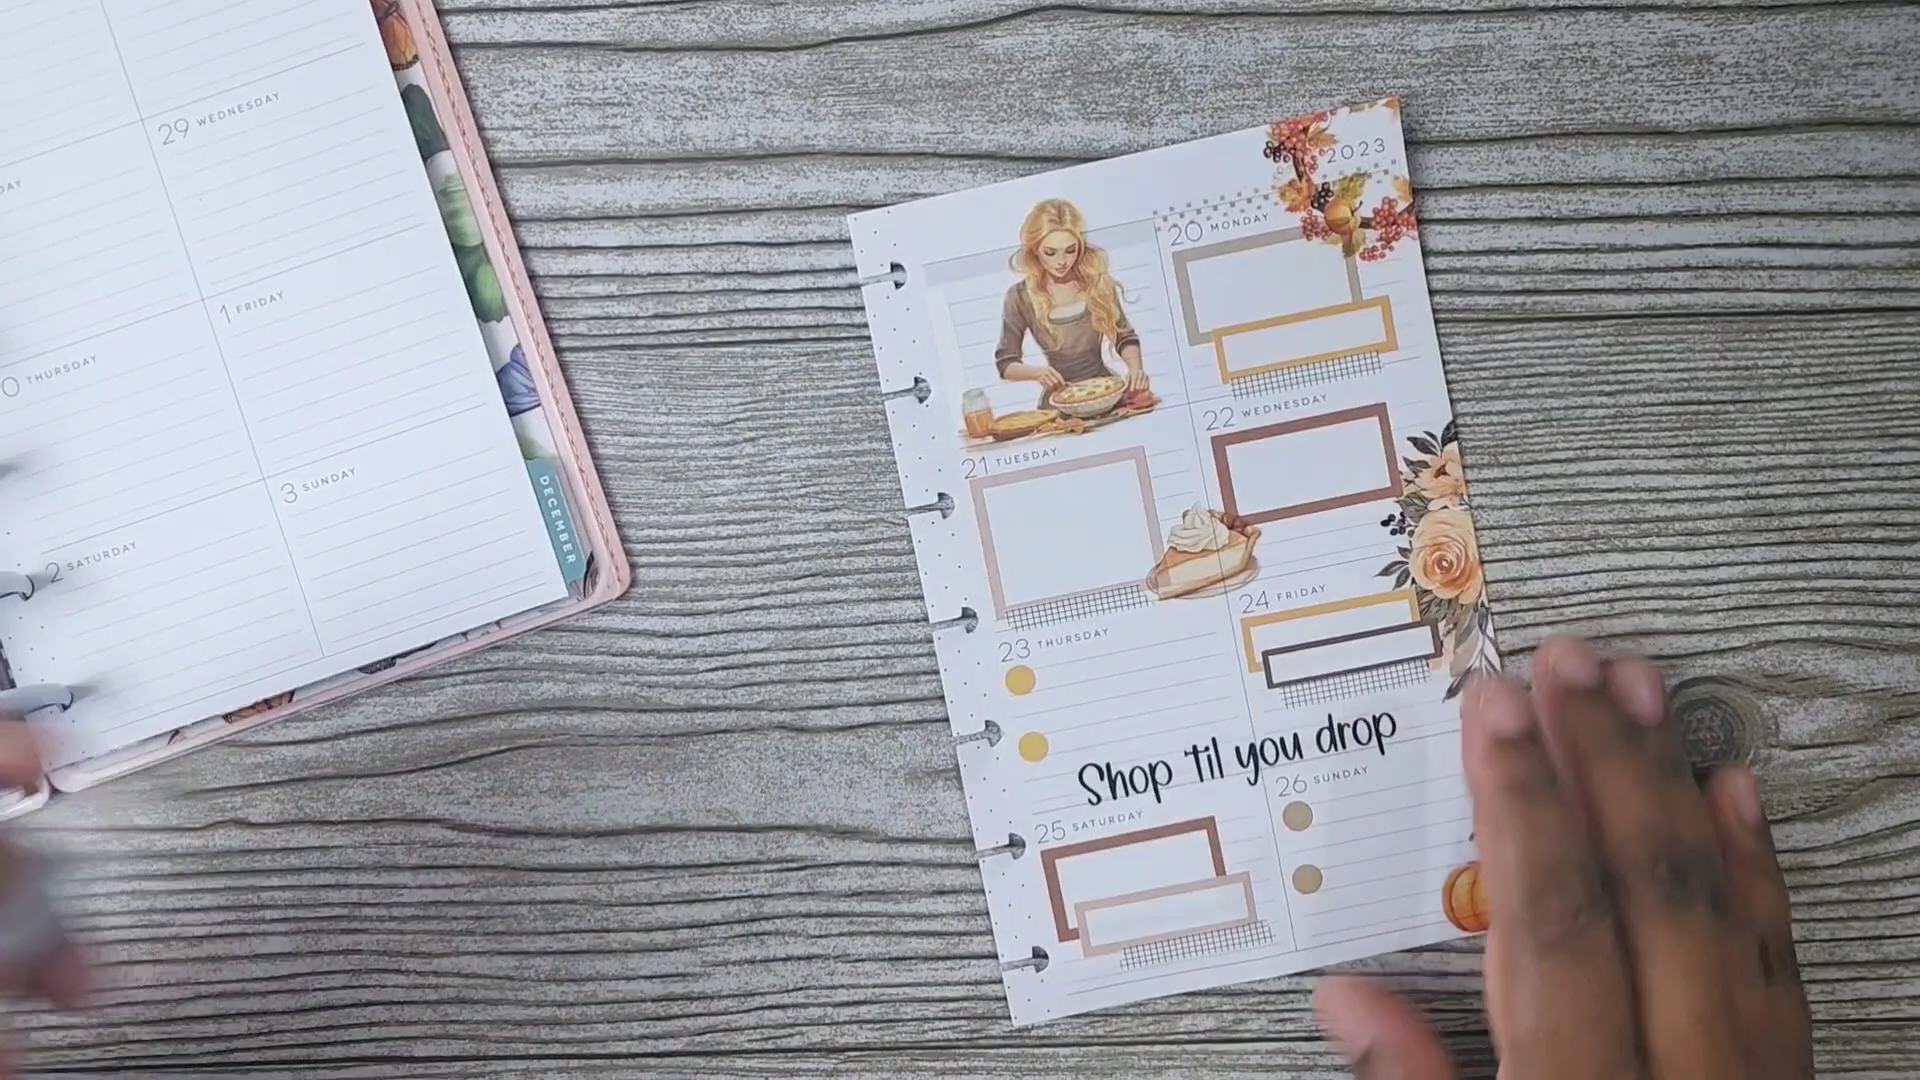 29 WEDNESDAY
1 FRIDAY
THURSDAY
3 SUNDAY
2 SATURDAY
DECEMBER
2023
20 MONDAY
22 WEDNESDAY
21 TUESDAY
24 FRIDAY
23 THURSDAY
Shop 'til you drop
26 SUNDAY
25 SATURDAY